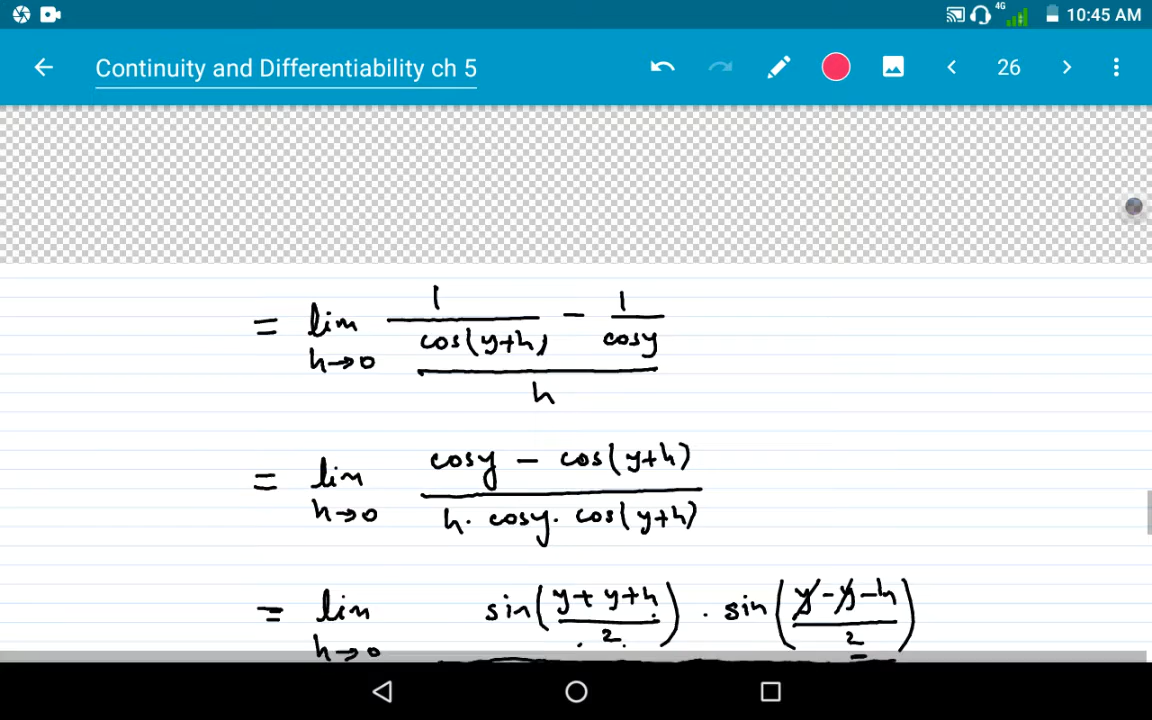 4G 10:45 AM
Continuity and Differentiability ch 5 26
= lim h→0 (1/cos(y+h) − 1/cosy)/h
= lim h→0 (cosy − cos(y+h))/(h· cosy· cos(y+h))
= lim h→0 sin((y+y+h)/2) · sin((y−y−h)/2)